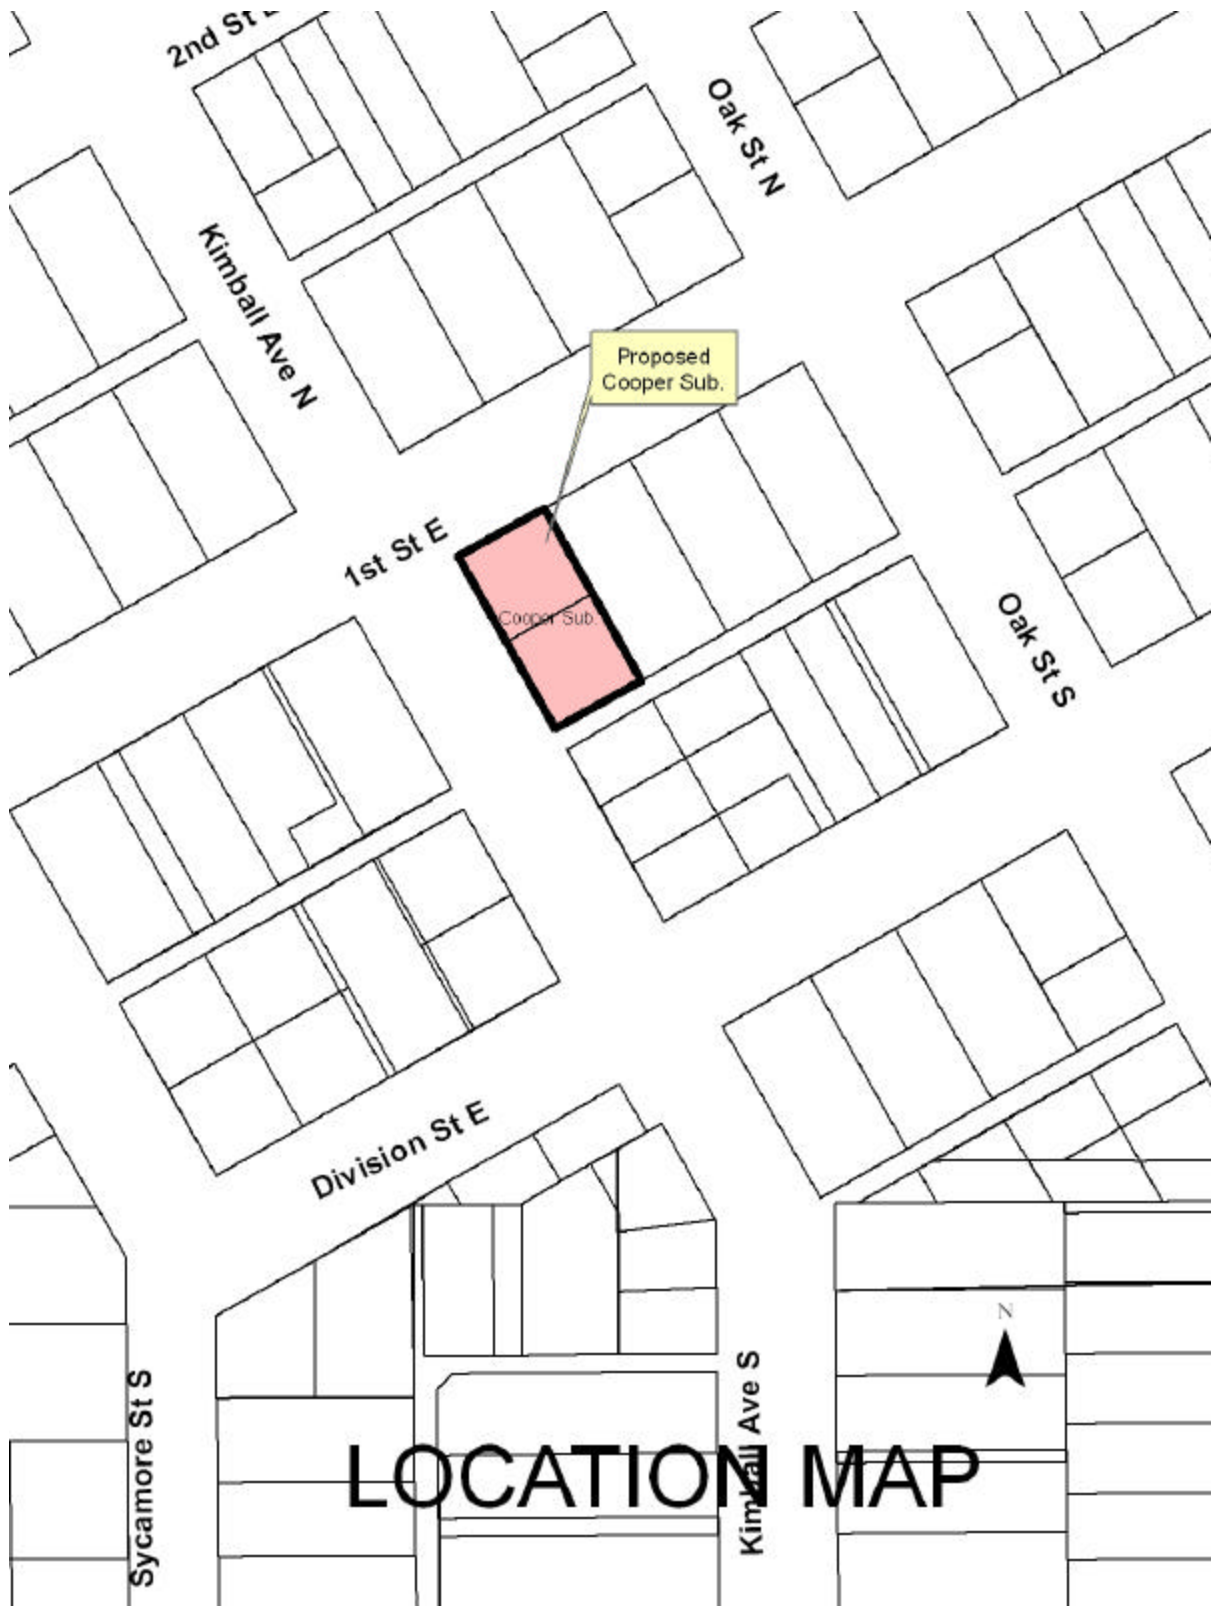 2nd St
Oak St N
Kimball Ave N
Proposed
Cooper Sub.
1st St E
Cooper Sub.
Oak St S
Division St E
N
Sycamore St S
Kimball Ave S
LOCATION MAP